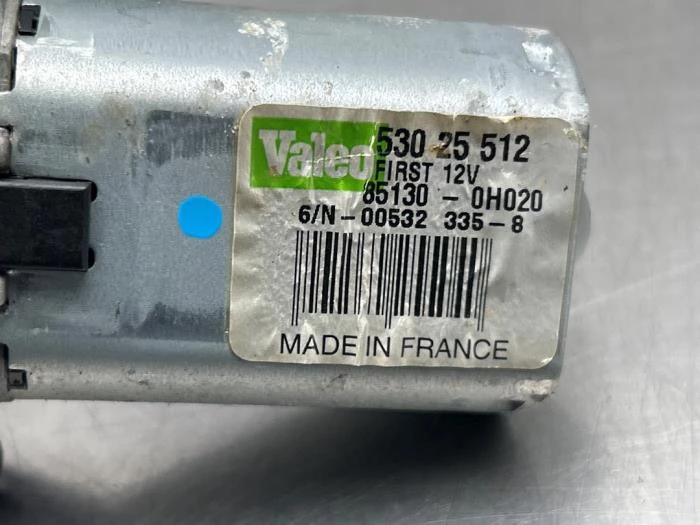 Valeo 530 25 512
FIRST 12V
85130 - 0H020
6/N-00532 335-8
MADE IN FRANCE